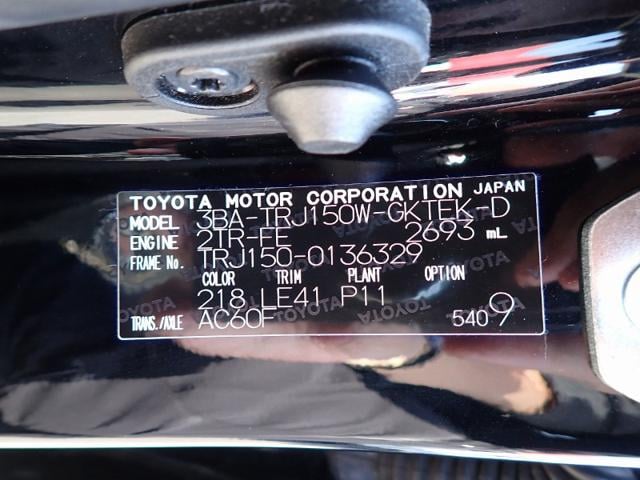 TOYOTA MOTOR CORPORATION JAPAN
MODEL 3BA-TRJ150W-GKTEK-D
ENGINE 2TR-FE 2693 mL
FRAME No. TRJ150-0136329
COLOR TRIM PLANT OPTION
218 LE41 P11
TRANS./AXLE AC60F 540 9